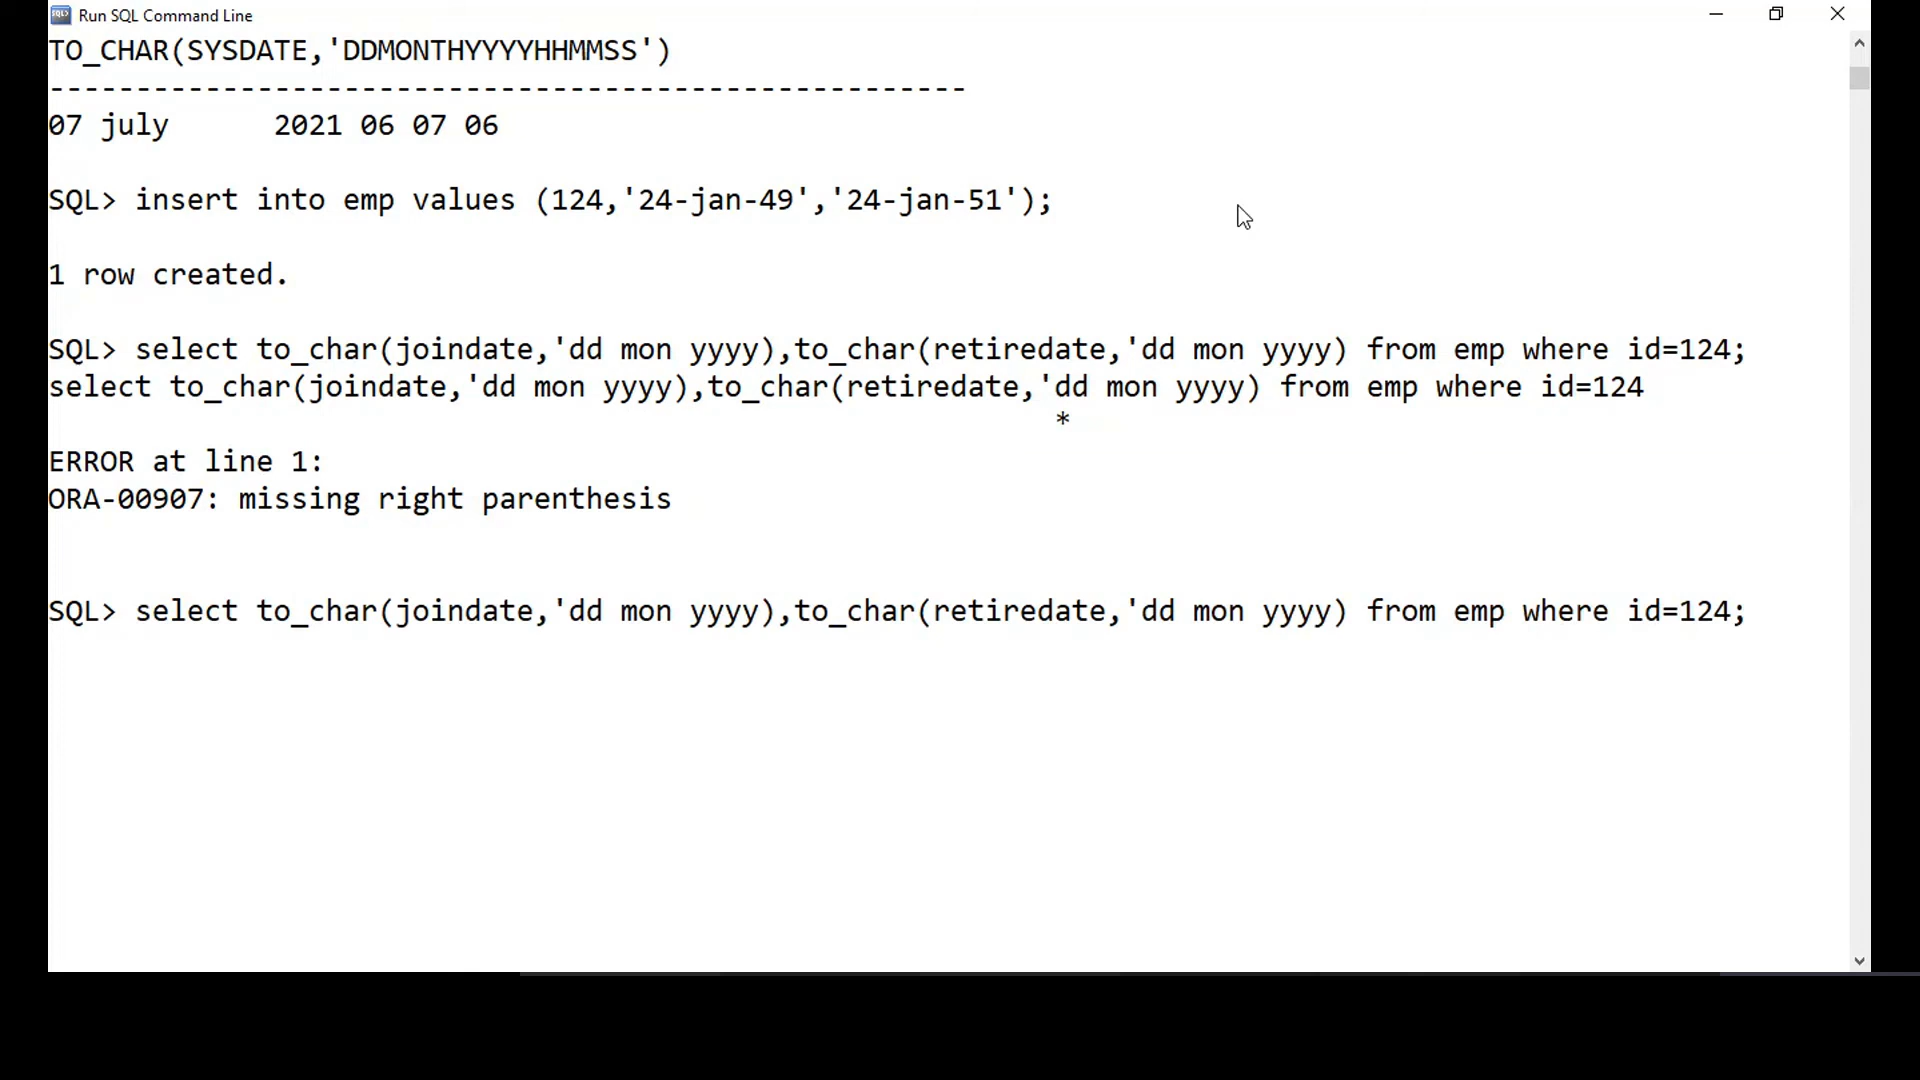 Run SQL Command Line
TO_CHAR(SYSDATE,'DDMONTHYYYYHHMMSS')
-----------------------------------------------------
07 july      2021 06 07 06
SQL> insert into emp values (124,'24-jan-49','24-jan-51');
1 row created.
SQL> select to_char(joindate,'dd mon yyyy),to_char(retiredate,'dd mon yyyy) from emp where id=124;
select to_char(joindate,'dd mon yyyy),to_char(retiredate,'dd mon yyyy) from emp where id=124
*
ERROR at line 1:
ORA-00907: missing right parenthesis
SQL> select to_char(joindate,'dd mon yyyy),to_char(retiredate,'dd mon yyyy) from emp where id=124;